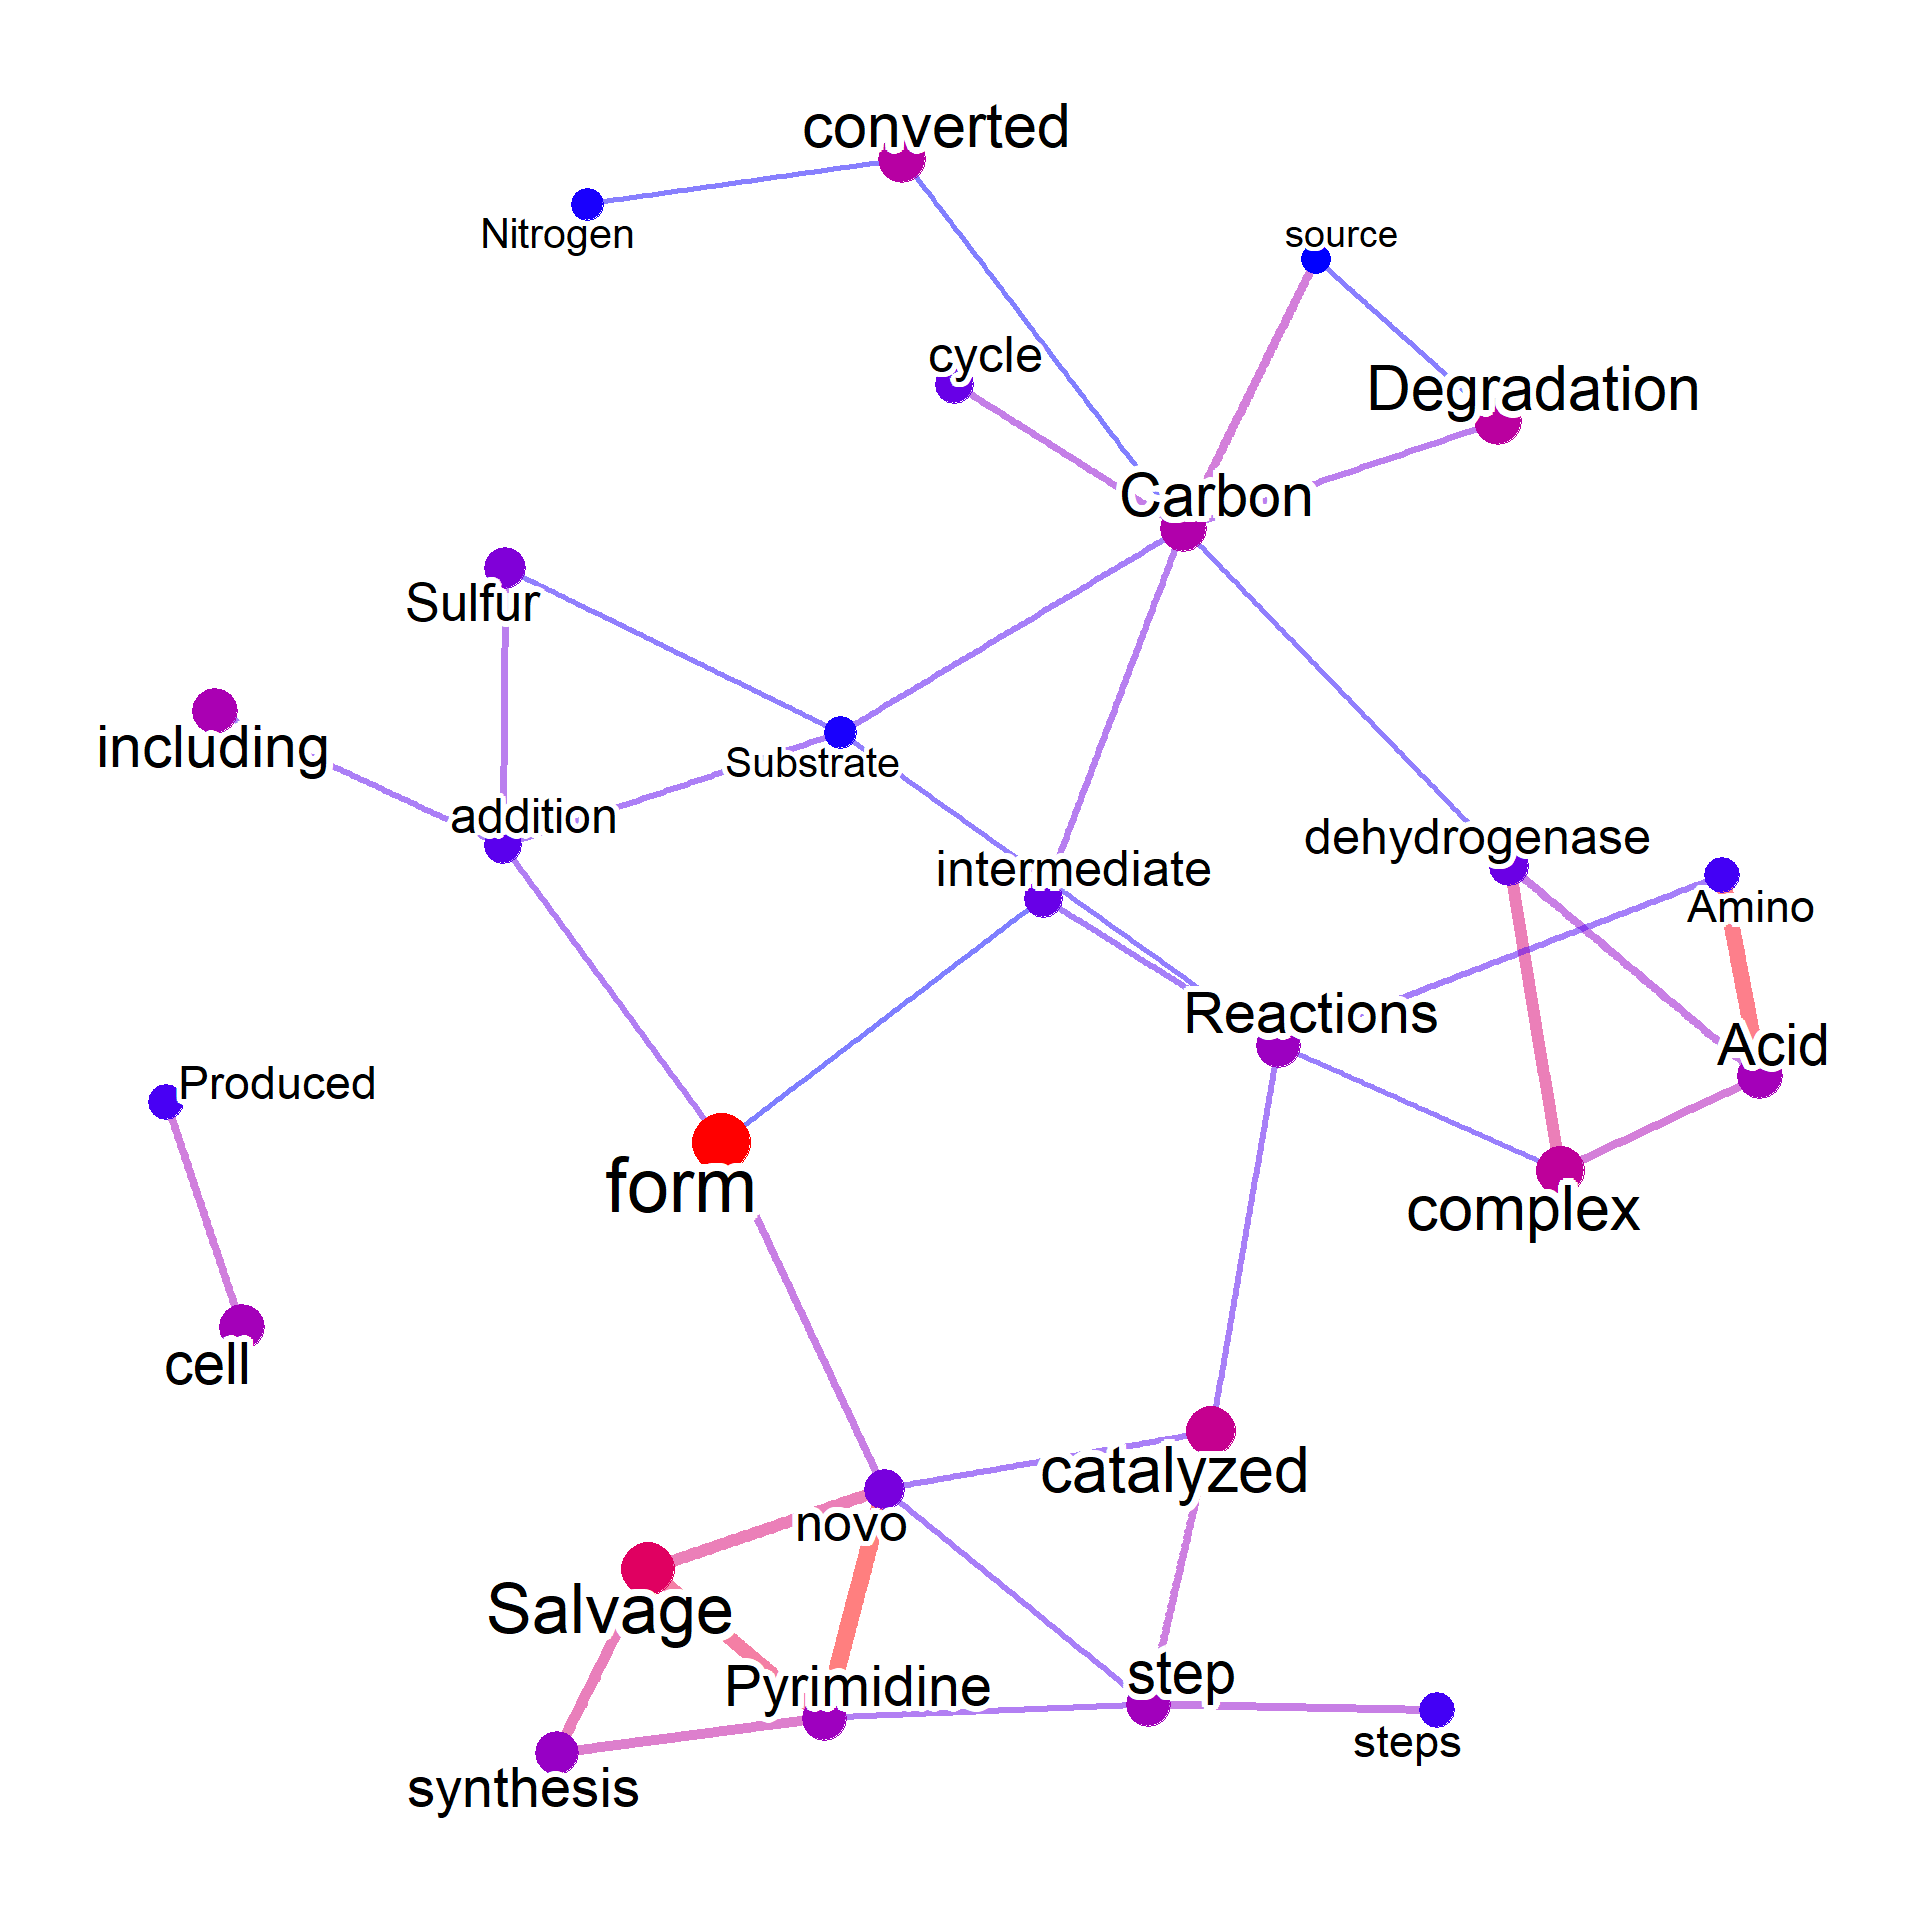 converted
Nitrogen
source
cycle
Degradation
Carbon
Sulfur
including
Substrate
addition
dehydrogenase
intermediate
Amino
Reactions
Acid
Produced
form
complex
cell
catalyzed
novo
Salvage
step
Pyrimidine
steps
synthesis